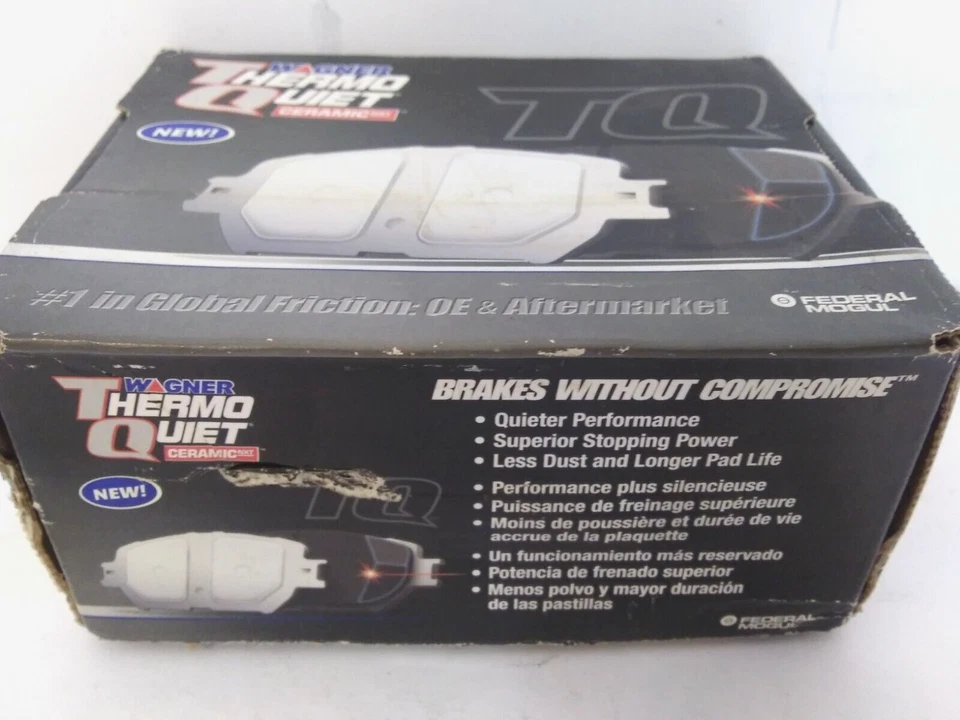 WAGNER
THERMO
QUIET
CERAMIC NXT
TQ
NEW!
#1 in Global Friction: OE & Aftermarket
FEDERAL
MOGUL
WAGNER
THERMO
QUIET
CERAMIC NXT
NEW!
TQ
BRAKES WITHOUT COMPROMISE™
• Quieter Performance
• Superior Stopping Power
• Less Dust and Longer Pad Life
• Performance plus silencieuse
• Puissance de freinage supérieure
• Moins de poussière et durée de vie
accrue de la plaquette
• Un funcionamiento más reservado
• Potencia de frenado superior
• Menos polvo y mayor duración
de las pastillas
FEDERAL
MOGUL